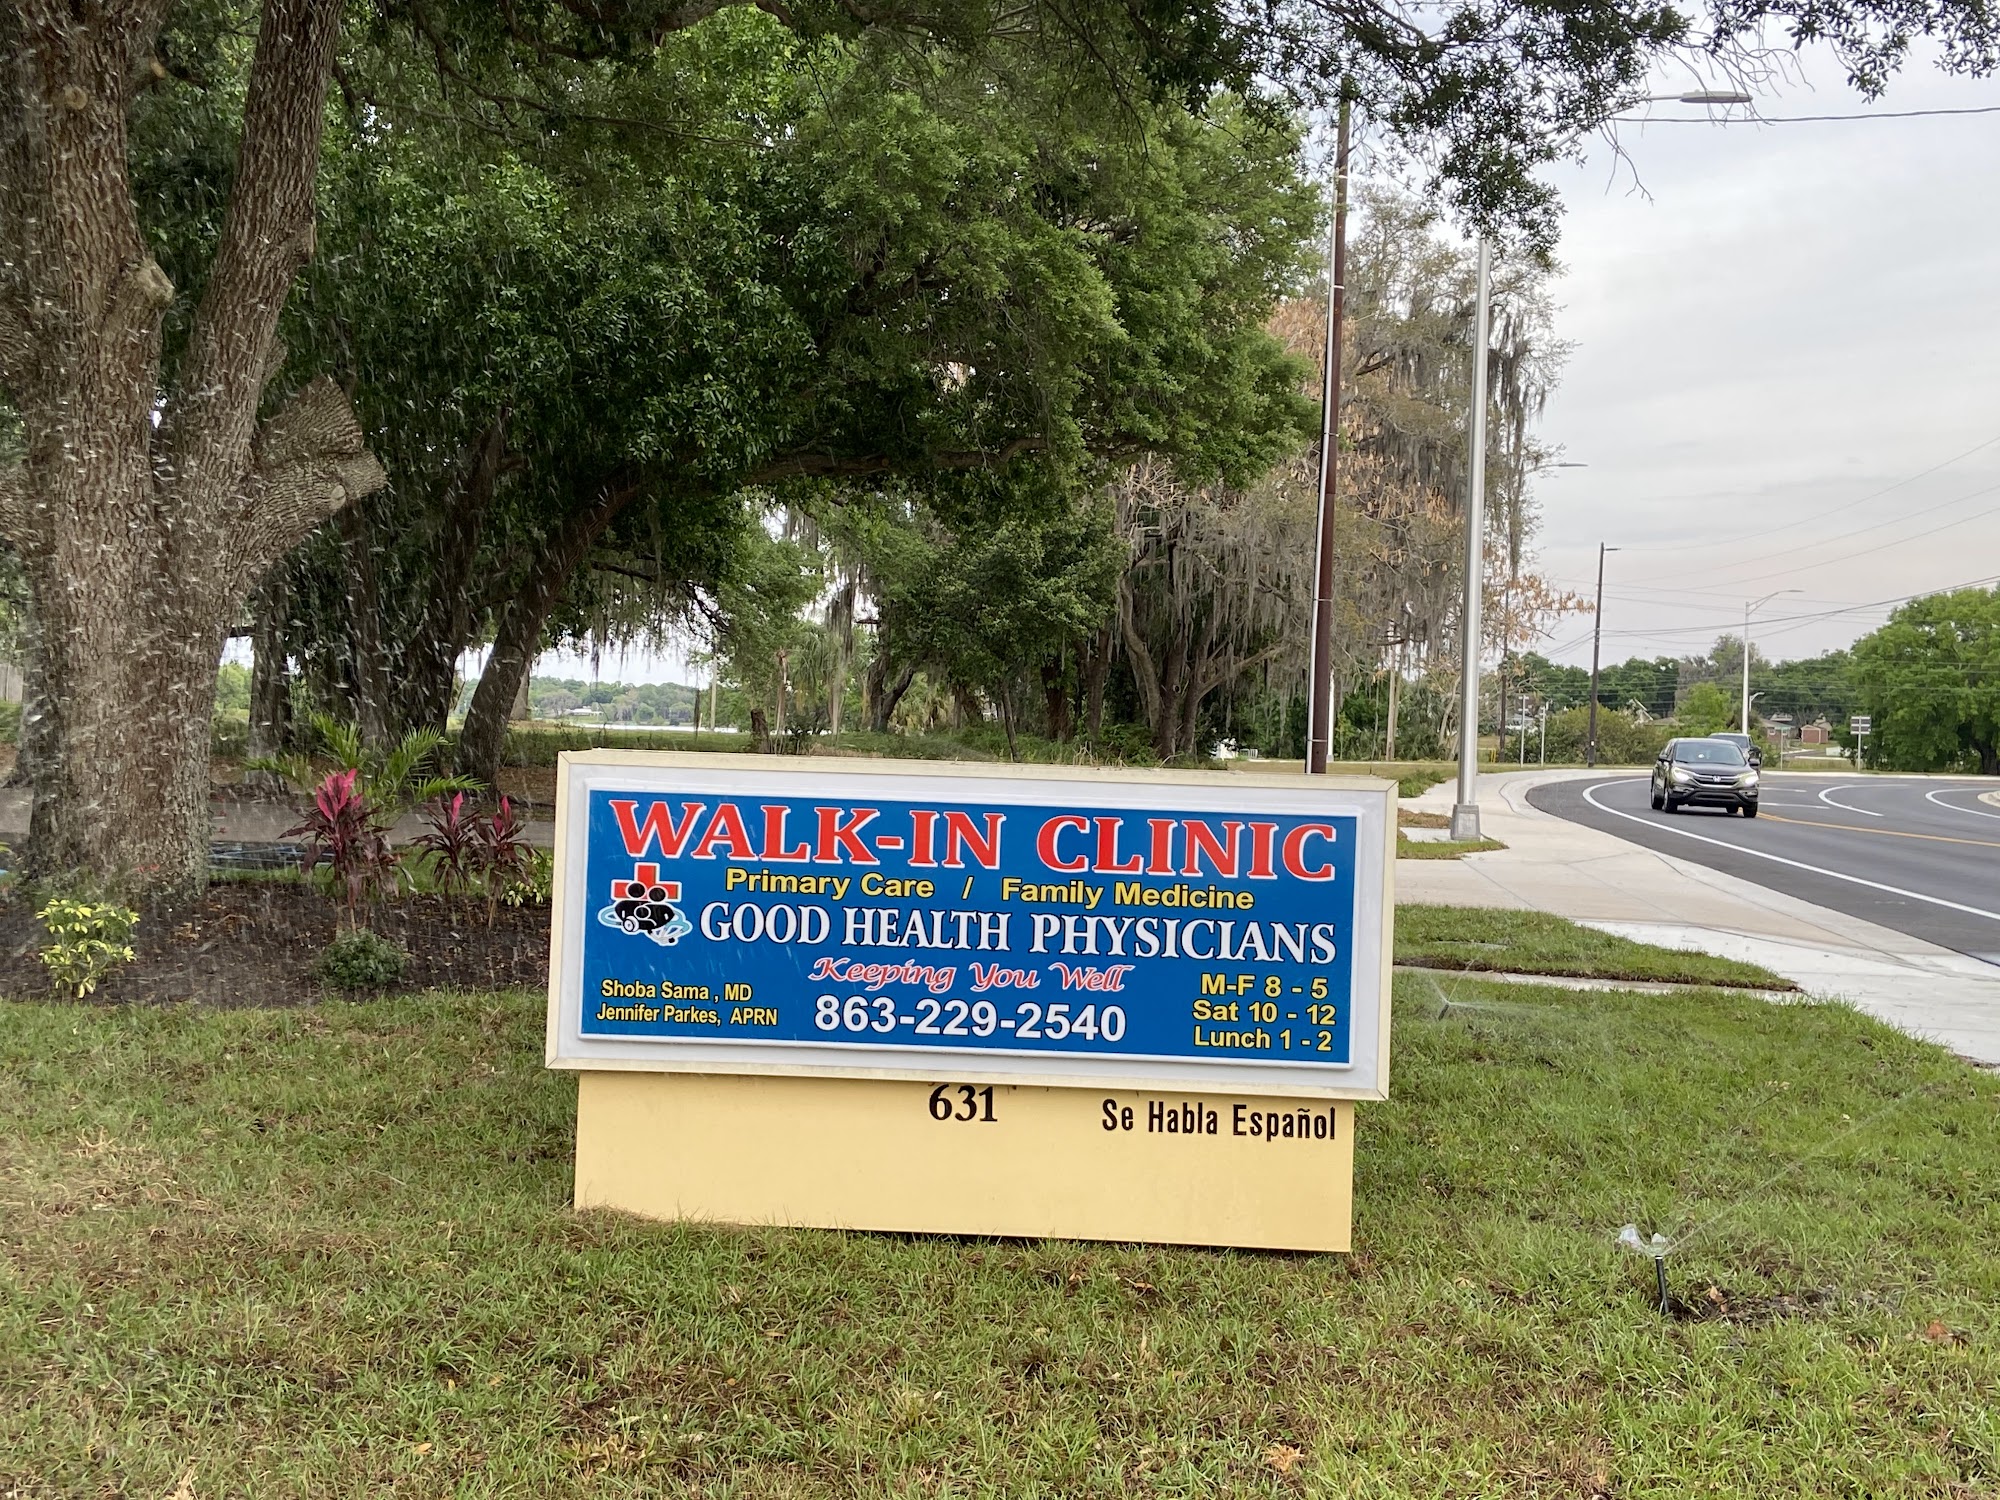 WALK-IN CLINIC
Primary Care / Family Medicine
GOOD HEALTH PHYSICIANS
Keeping You Well
Shoba Sama , MD
Jennifer Parkes, APRN
863-229-2540
M-F 8 - 5
Sat 10 - 12
Lunch 1 - 2
631
Se Habla Español